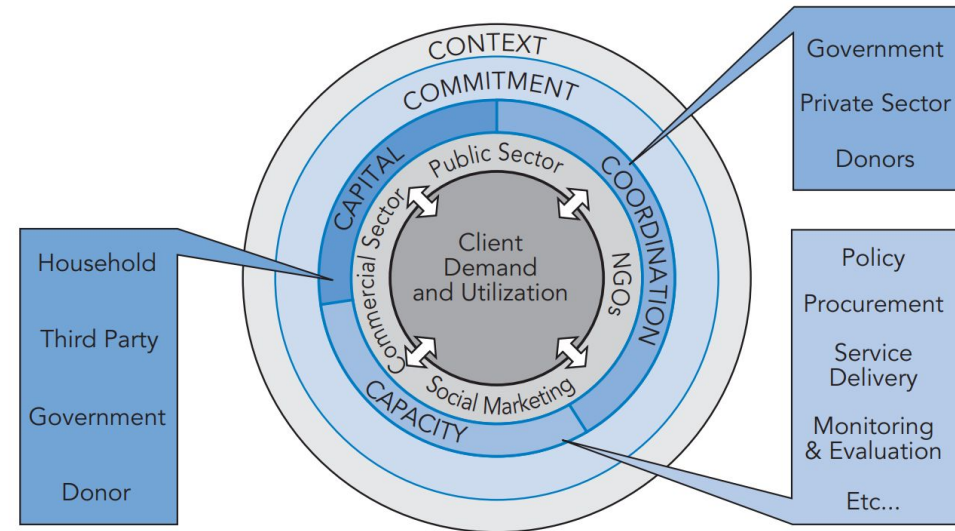 CONTEXT
COMMITMENT
CAPITAL
COORDINATION
CAPACITY
Public Sector
Commercial Sector
NGOs
Social Marketing
Client
Demand
and Utilization
Household
Third Party
Government
Donor
Government
Private Sector
Donors
Policy
Procurement
Service
Delivery
Monitoring
& Evaluation
Etc...